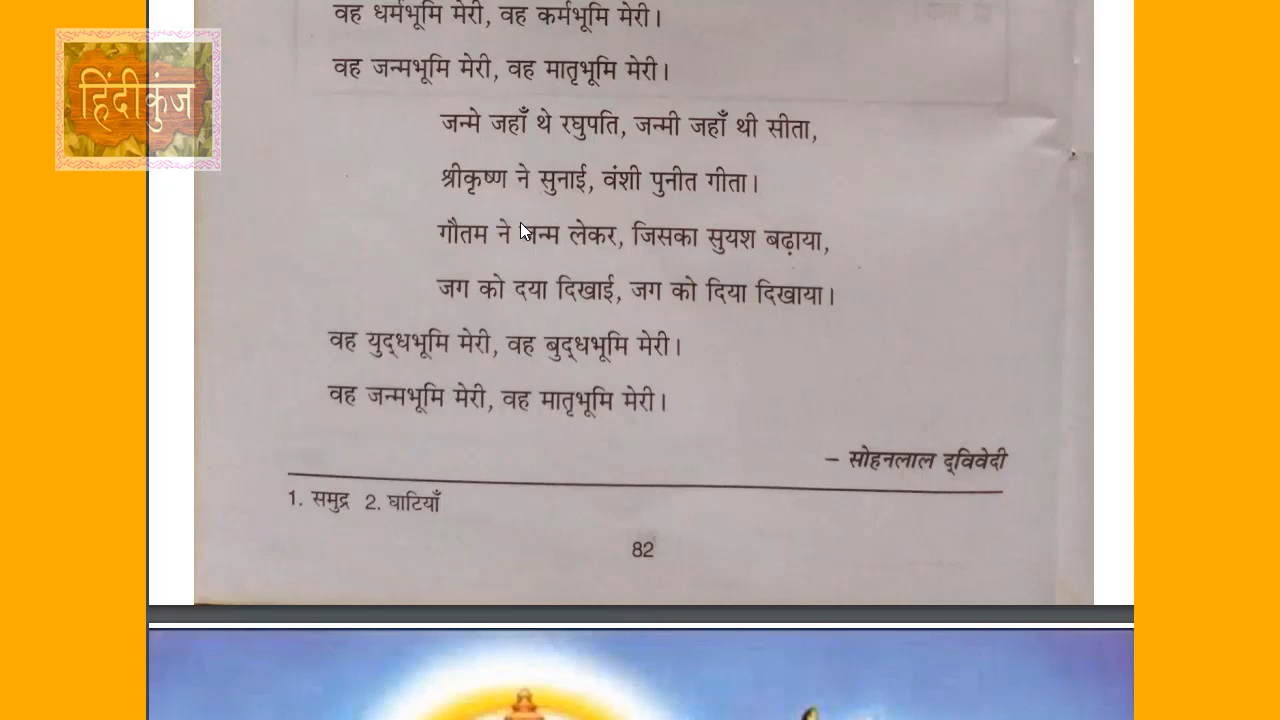 वह धर्मभूमि मेरी, वह कर्मभूमि मेरी।
वह जन्मभूमि मेरी, वह मातृभूमि मेरी।
हिंदीकुंज
जन्मे जहाँ थे रघुपति, जन्मी जहाँ थी सीता,
श्रीकृष्ण ने सुनाई, वंशी पुनीत गीता।
गौतम ने जन्म लेकर, जिसका सुयश बढ़ाया,
जग को दया दिखाई, जग को दिया दिखाया।
वह युद्‌धभूमि मेरी, वह बुद्‌धभूमि मेरी।
वह जन्मभूमि मेरी, वह मातृभूमि मेरी।
– सोहनलाल द्‌विवेदी
1. समुद्र 2. घाटियाँ
82